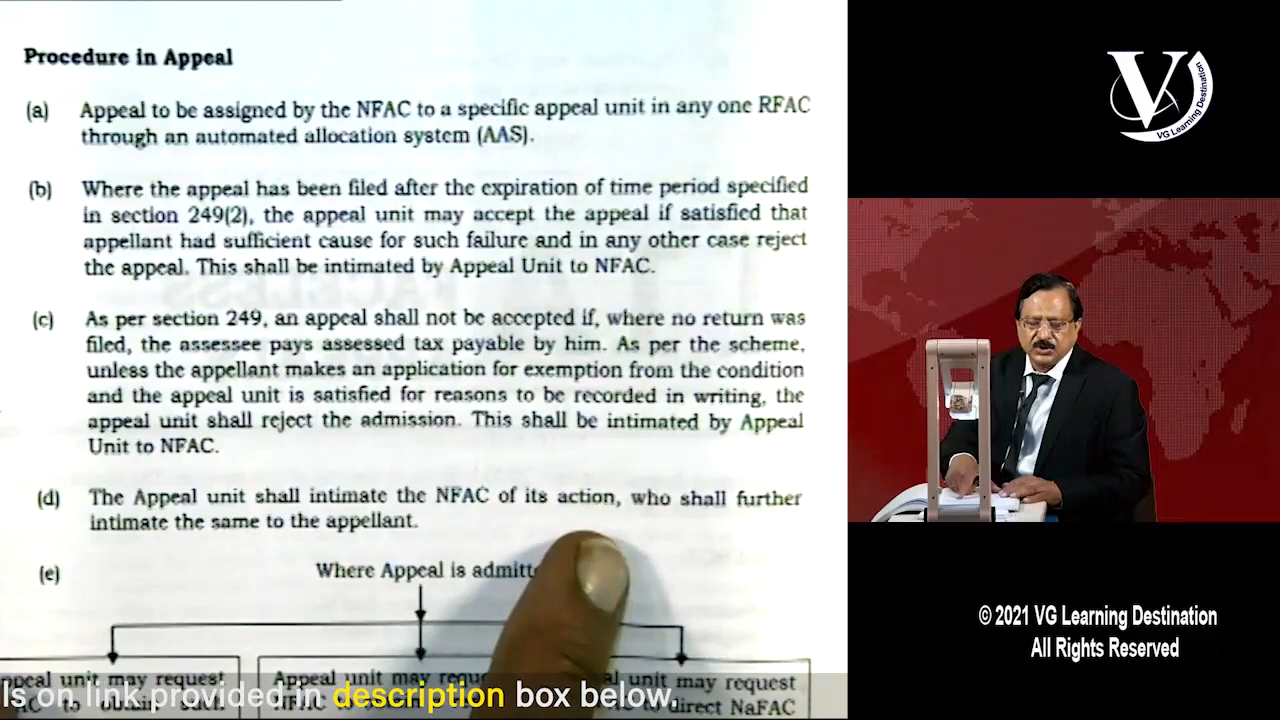 Procedure in Appeal
(a) Appeal to be assigned by the NFAC to a specific appeal unit in any one RFAC
through an automated allocation system (AAS).
(b) Where the appeal has been filed after the expiration of time period specified
in section 249(2), the appeal unit may accept the appeal if satisfied that
appellant had sufficient cause for such failure and in any other case reject
the appeal. This shall be intimated by Appeal Unit to NFAC.
(c) As per section 249, an appeal shall not be accepted if, where no return was
filed, the assessee pays assessed tax payable by him. As per the scheme,
unless the appellant makes an application for exemption from the condition
and the appeal unit is satisfied for reasons to be recorded in writing, the
appeal unit shall reject the admission. This shall be intimated by Appeal
Unit to NFAC.
(d) The Appeal unit shall intimate the NFAC of its action, who shall further
intimate the same to the appellant.
(e) Where Appeal is
unit may request
Appeal unit may
unit may request
direct NaFAC
ls on link provided in description box below.
V
VG Learning Destination
© 2021 VG Learning Destination
All Rights Reserved